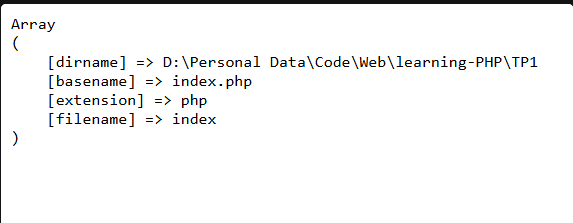 Array
(
    [dirname] => D:\Personal Data\Code\Web\learning-PHP\TP1
    [basename] => index.php
    [extension] => php
    [filename] => index
)